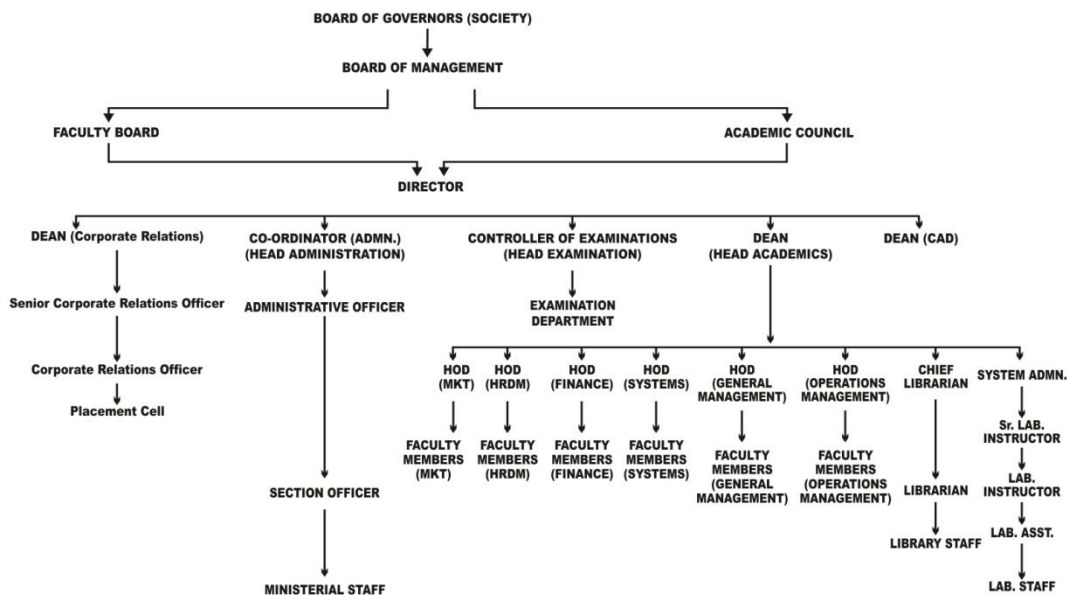 BOARD OF GOVERNORS (SOCIETY)
BOARD OF MANAGEMENT
FACULTY BOARD
ACADEMIC COUNCIL
DIRECTOR
DEAN (Corporate Relations)
Senior Corporate Relations Officer
Corporate Relations Officer
Placement Cell
CO-ORDINATOR (ADMN.)
(HEAD ADMINISTRATION)
ADMINISTRATIVE OFFICER
SECTION OFFICER
MINISTERIAL STAFF
CONTROLLER OF EXAMINATIONS
(HEAD EXAMINATION)
EXAMINATION
DEPARTMENT
DEAN
(HEAD ACADEMICS)
DEAN (CAD)
HOD
(MKT)
FACULTY
MEMBERS
(MKT)
HOD
(HRDM)
FACULTY
MEMBERS
(HRDM)
HOD
(FINANCE)
FACULTY
MEMBERS
(FINANCE)
HOD
(SYSTEMS)
FACULTY
MEMBERS
(SYSTEMS)
HOD
(GENERAL
MANAGEMENT)
FACULTY
MEMBERS
(GENERAL
MANAGEMENT)
HOD
(OPERATIONS
MANAGEMENT)
FACULTY
MEMBERS
(OPERATIONS
MANAGEMENT)
CHIEF
LIBRARIAN
LIBRARIAN
LIBRARY STAFF
SYSTEM ADMN.
Sr. LAB.
INSTRUCTOR
LAB.
INSTRUCTOR
LAB. ASST.
LAB. STAFF